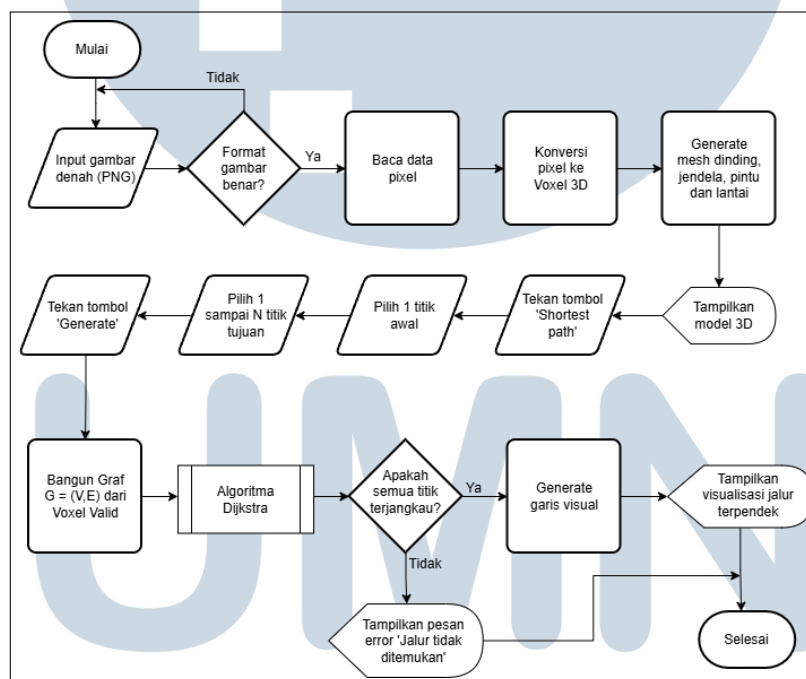 Mulai
Tidak
Input gambar
denah (PNG)
Format
gambar
benar?
Ya
Baca data
pixel
Konversi
pixel ke
Voxel 3D
Generate
mesh dinding,
jendela, pintu
dan lantai
Tampilkan
model 3D
Tekan tombol
'Shortest
path'
Pilih 1 titik
awal
Pilih 1
sampai N titik
tujuan
Tekan tombol
'Generate'
Bangun Graf
G = (V,E) dari
Voxel Valid
Algoritma
Dijkstra
Apakah
semua titik
terjangkau?
Ya
Generate
garis visual
Tampilkan
visualisasi jalur
terpendek
Tidak
Tampilkan pesan
error 'Jalur tidak
ditemukan'
Selesai
UMN